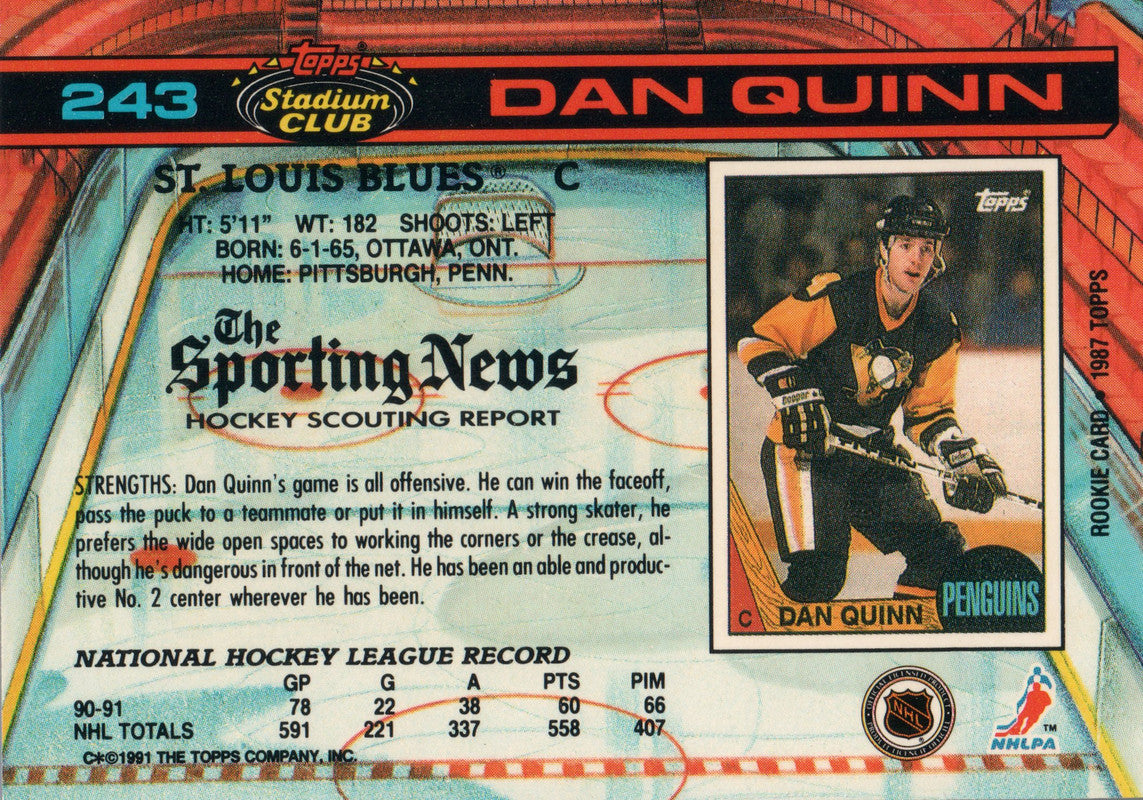 243
Topps®
Stadium
CLUB
DAN QUINN
ST. LOUIS BLUES® C
HT: 5'11" WT: 182 SHOOTS: LEFT
BORN: 6-1-65, OTTAWA, ONT.
HOME: PITTSBURGH, PENN.
The
Sporting News
HOCKEY SCOUTING REPORT
STRENGTHS: Dan Quinn's game is all offensive. He can win the faceoff,
pass the puck to a teammate or put it in himself. A strong skater, he
prefers the wide open spaces to working the corners or the crease, al-
though he's dangerous in front of the net. He has been an able and produc-
tive No. 2 center wherever he has been.
NATIONAL HOCKEY LEAGUE RECORD
GP G A PTS PIM
90-91 78 22 38 60 66
NHL TOTALS 591 221 337 558 407
C*©1991 THE TOPPS COMPANY, INC.
Topps®
C DAN QUINN PENGUINS
ROOKIE CARD • 1987 TOPPS
NHL
NHLPA™